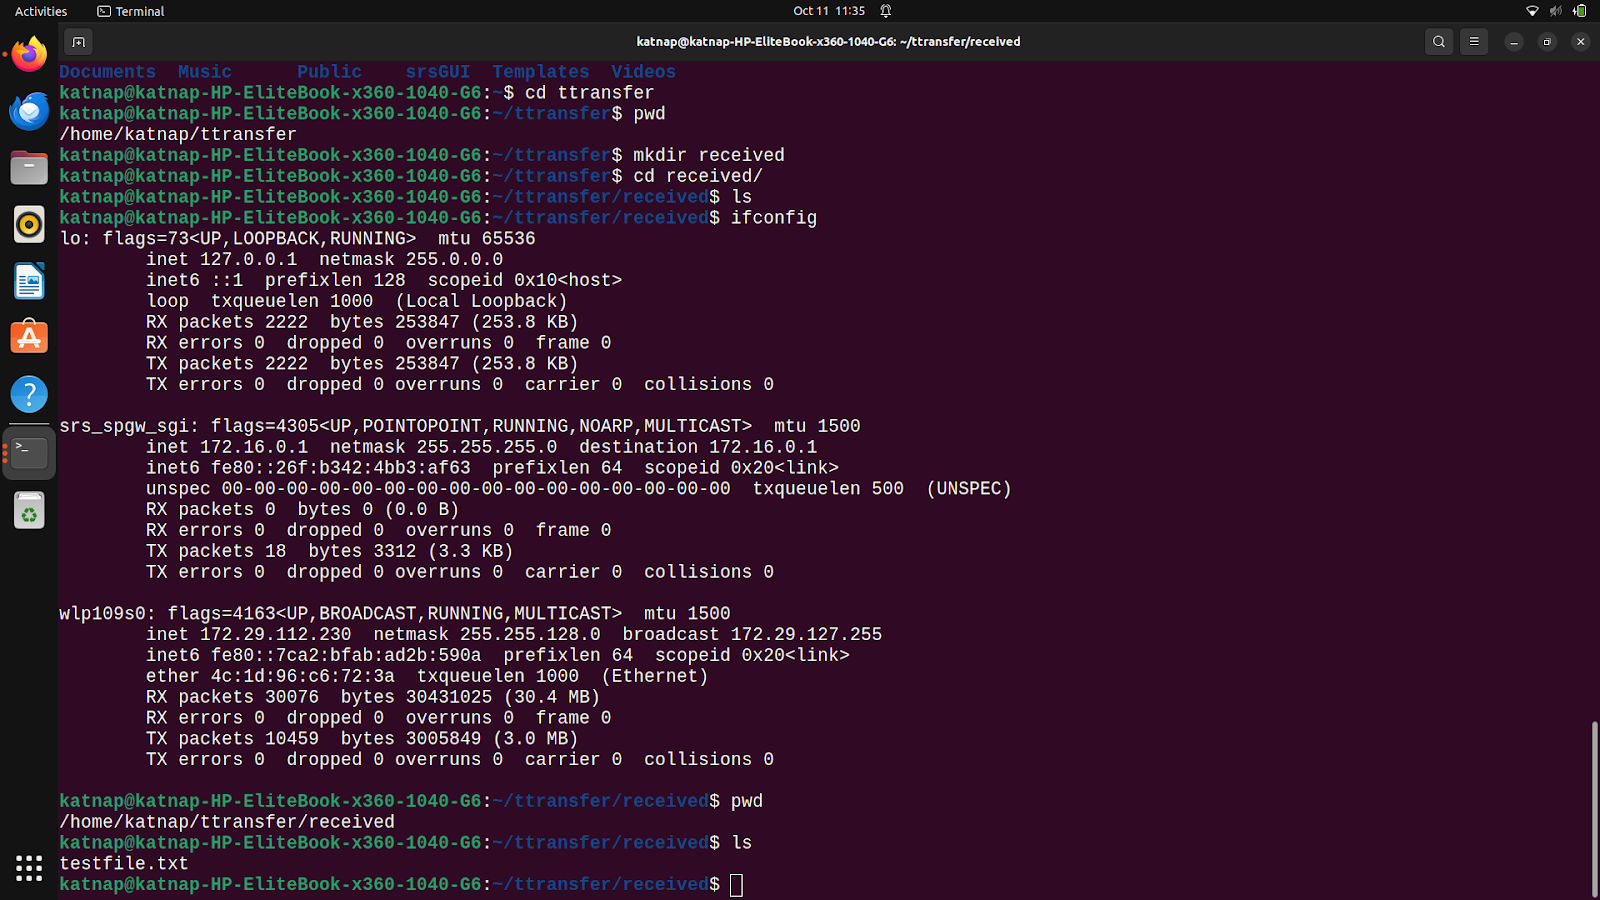 Activities  Terminal  Oct 11  11:35
katnap@katnap-HP-EliteBook-x360-1040-G6: ~/ttransfer/received
Documents  Music      Public    srsGUI  Templates  Videos
katnap@katnap-HP-EliteBook-x360-1040-G6:~$ cd ttransfer
katnap@katnap-HP-EliteBook-x360-1040-G6:~/ttransfer$ pwd
/home/katnap/ttransfer
katnap@katnap-HP-EliteBook-x360-1040-G6:~/ttransfer$ mkdir received
katnap@katnap-HP-EliteBook-x360-1040-G6:~/ttransfer$ cd received/
katnap@katnap-HP-EliteBook-x360-1040-G6:~/ttransfer/received$ ls
katnap@katnap-HP-EliteBook-x360-1040-G6:~/ttransfer/received$ ifconfig
lo: flags=73<UP,LOOPBACK,RUNNING>  mtu 65536
        inet 127.0.0.1  netmask 255.0.0.0
        inet6 ::1  prefixlen 128  scopeid 0x10<host>
        loop  txqueuelen 1000  (Local Loopback)
        RX packets 2222  bytes 253847 (253.8 KB)
        RX errors 0  dropped 0  overruns 0  frame 0
        TX packets 2222  bytes 253847 (253.8 KB)
        TX errors 0  dropped 0 overruns 0  carrier 0  collisions 0

srs_spgw_sgi: flags=4305<UP,POINTOPOINT,RUNNING,NOARP,MULTICAST>  mtu 1500
        inet 172.16.0.1  netmask 255.255.255.0  destination 172.16.0.1
        inet6 fe80::26f:b342:4bb3:af63  prefixlen 64  scopeid 0x20<link>
        unspec 00-00-00-00-00-00-00-00-00-00-00-00-00-00-00-00  txqueuelen 500  (UNSPEC)
        RX packets 0  bytes 0 (0.0 B)
        RX errors 0  dropped 0  overruns 0  frame 0
        TX packets 18  bytes 3312 (3.3 KB)
        TX errors 0  dropped 0 overruns 0  carrier 0  collisions 0

wlp109s0: flags=4163<UP,BROADCAST,RUNNING,MULTICAST>  mtu 1500
        inet 172.29.112.230  netmask 255.255.128.0  broadcast 172.29.127.255
        inet6 fe80::7ca2:bfab:ad2b:590a  prefixlen 64  scopeid 0x20<link>
        ether 4c:1d:96:c6:72:3a  txqueuelen 1000  (Ethernet)
        RX packets 30076  bytes 30431025 (30.4 MB)
        RX errors 0  dropped 0  overruns 0  frame 0
        TX packets 10459  bytes 3005849 (3.0 MB)
        TX errors 0  dropped 0 overruns 0  carrier 0  collisions 0

katnap@katnap-HP-EliteBook-x360-1040-G6:~/ttransfer/received$ pwd
/home/katnap/ttransfer/received
katnap@katnap-HP-EliteBook-x360-1040-G6:~/ttransfer/received$ ls
testfile.txt
katnap@katnap-HP-EliteBook-x360-1040-G6:~/ttransfer/received$